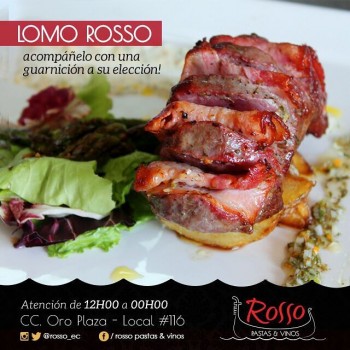 LOMO ROSSO
acompáñelo con una
guarnición a su elección!
Atención de 12H00 a 00H00
CC. Oro Plaza - Local #116
@rosso_ec / rosso pastas & vinos
Rosso
PASTAS & VINOS